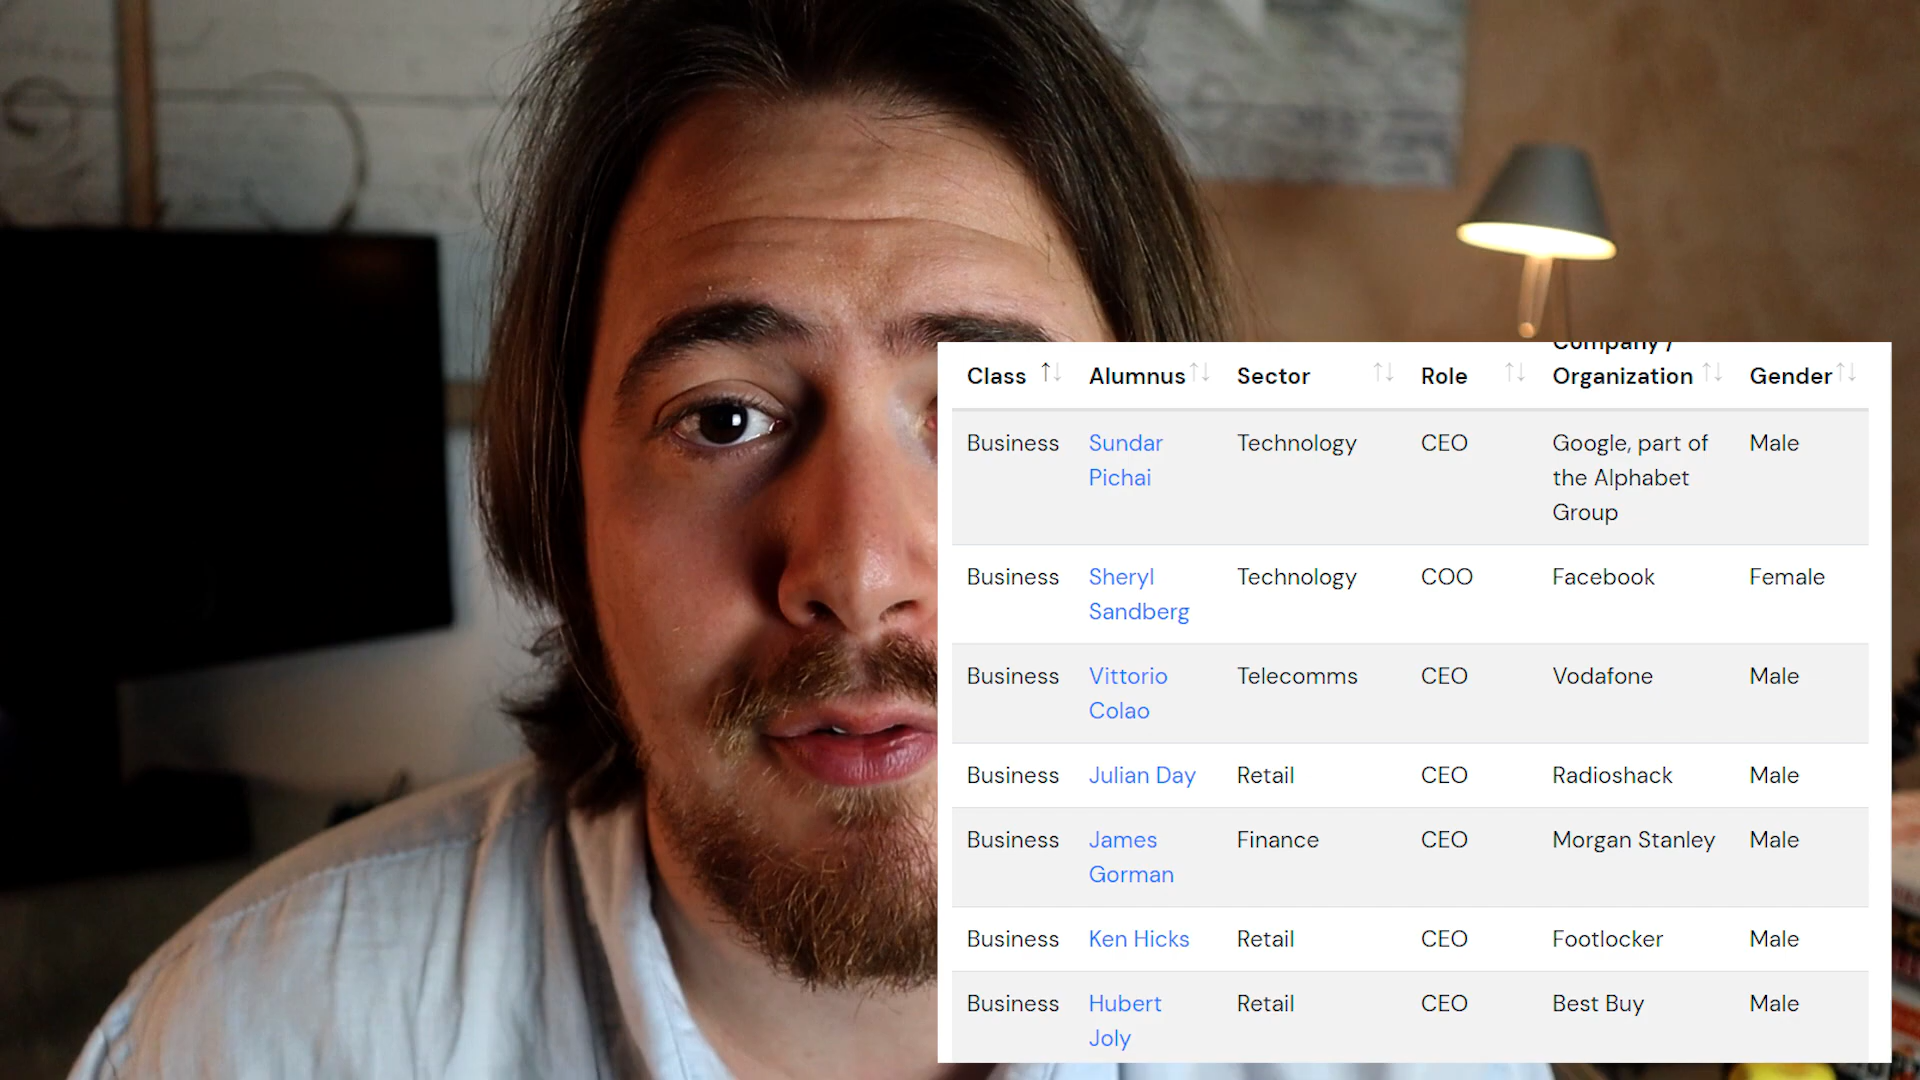 Company /
Class Alumnus Sector Role Organization Gender
Business Sundar Technology CEO Google, part of Male
Pichai the Alphabet
Group
Business Sheryl Technology COO Facebook Female
Sandberg
Business Vittorio Telecomms CEO Vodafone Male
Colao
Business Julian Day Retail CEO Radioshack Male
Business James Finance CEO Morgan Stanley Male
Gorman
Business Ken Hicks Retail CEO Footlocker Male
Business Hubert Retail CEO Best Buy Male
Joly